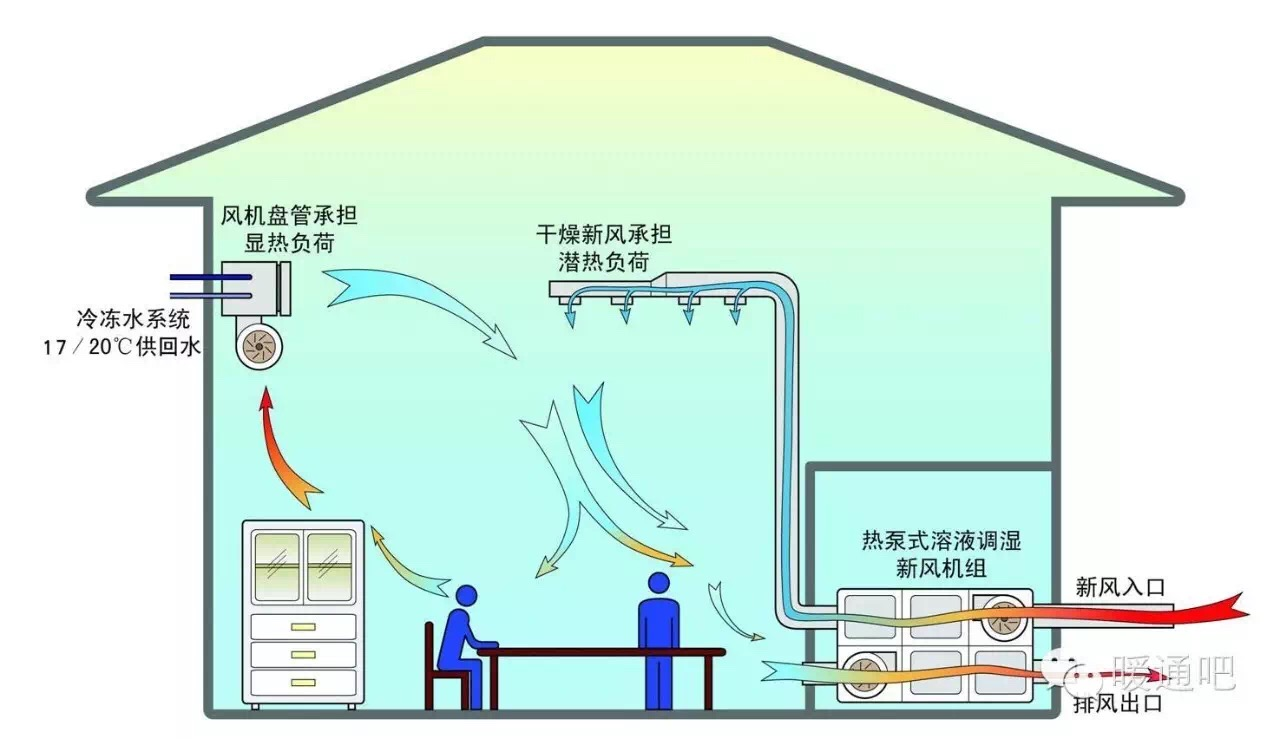 风机盘管承担
显热负荷
干燥新风承担
潜热负荷
冷冻水系统
17／20℃供回水
热泵式溶液调湿
新风机组
新风入口
排风出口
暖通吧